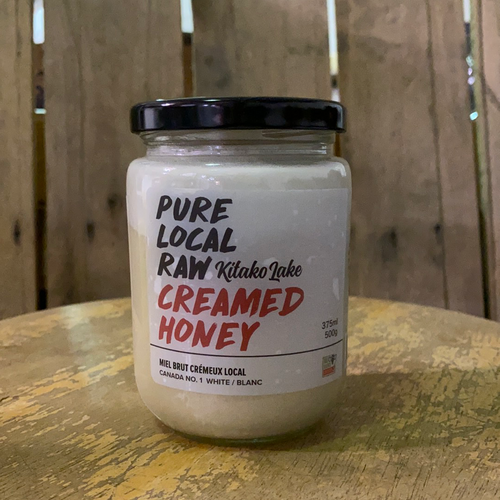 PURE
LOCAL
RAW Kitako Lake
CREAMED
HONEY
375ml
500g
MIEL BRUT CRÉMEUX LOCAL
CANADA NO. 1 WHITE / BLANC